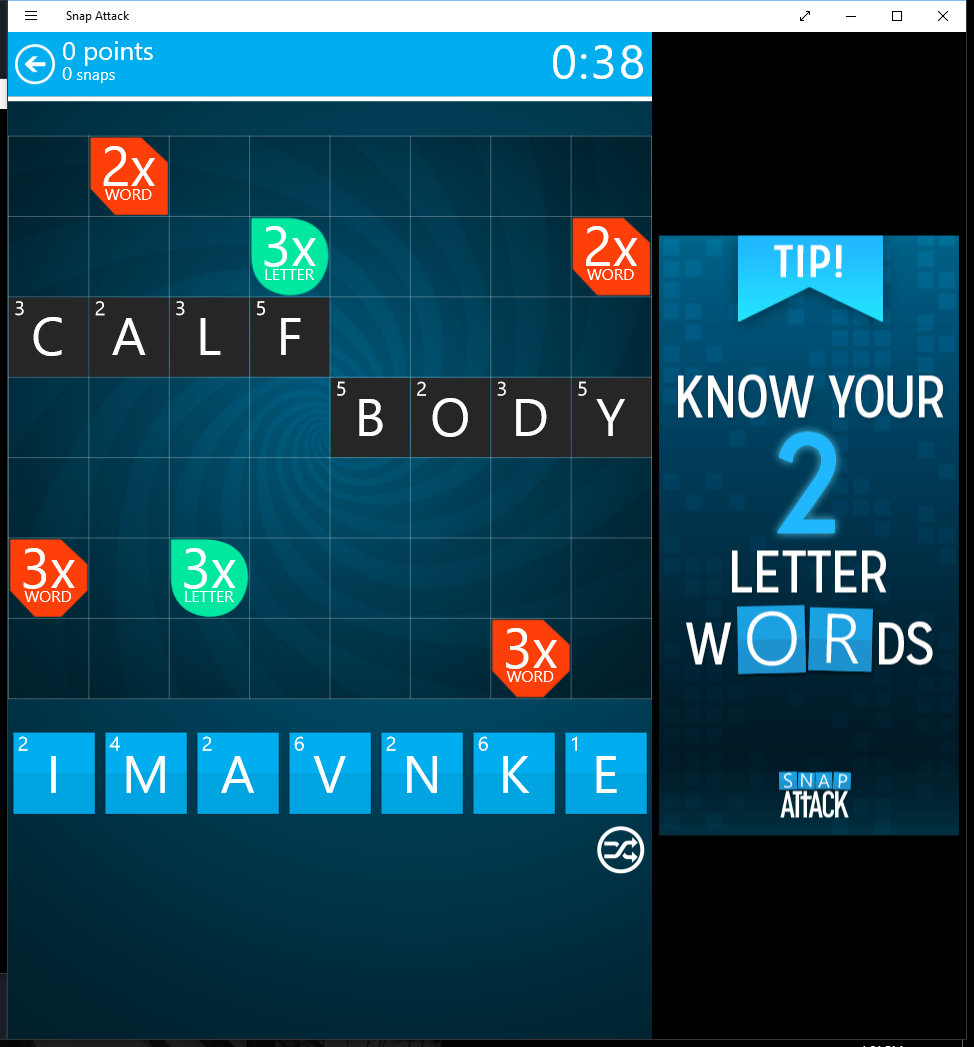 Snap Attack
0 points
0 snaps
0:38
2x
WORD
3x
LETTER
2x
WORD
3 C 2 A 3 L 5 F
5 B 2 O 3 D 5 Y
3x
WORD
3x
LETTER
3x
WORD
2 I 4 M 2 A 6 V 2 N 6 K 1 E
TIP!
KNOW YOUR
2
LETTER
WORDS
SNAP
ATTACK